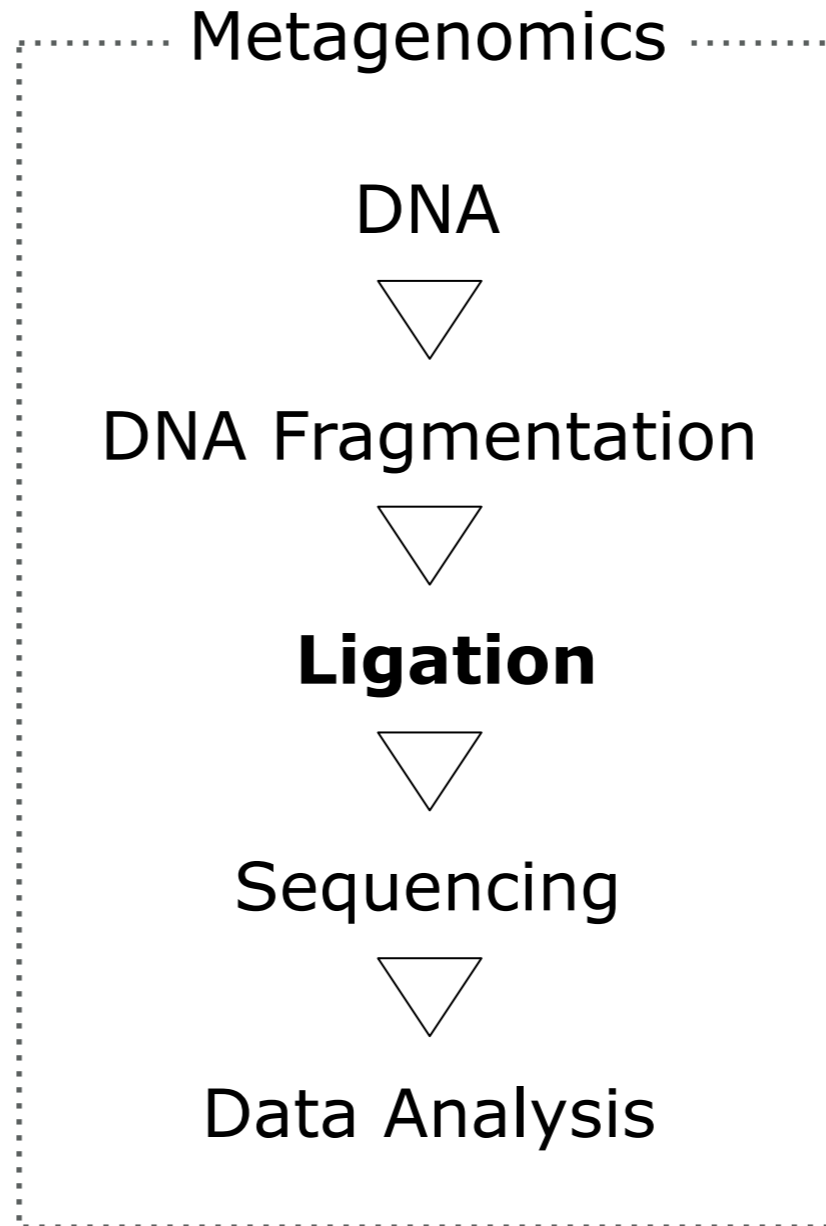 Metagenomics
DNA
DNA Fragmentation
Ligation
Sequencing
Data Analysis